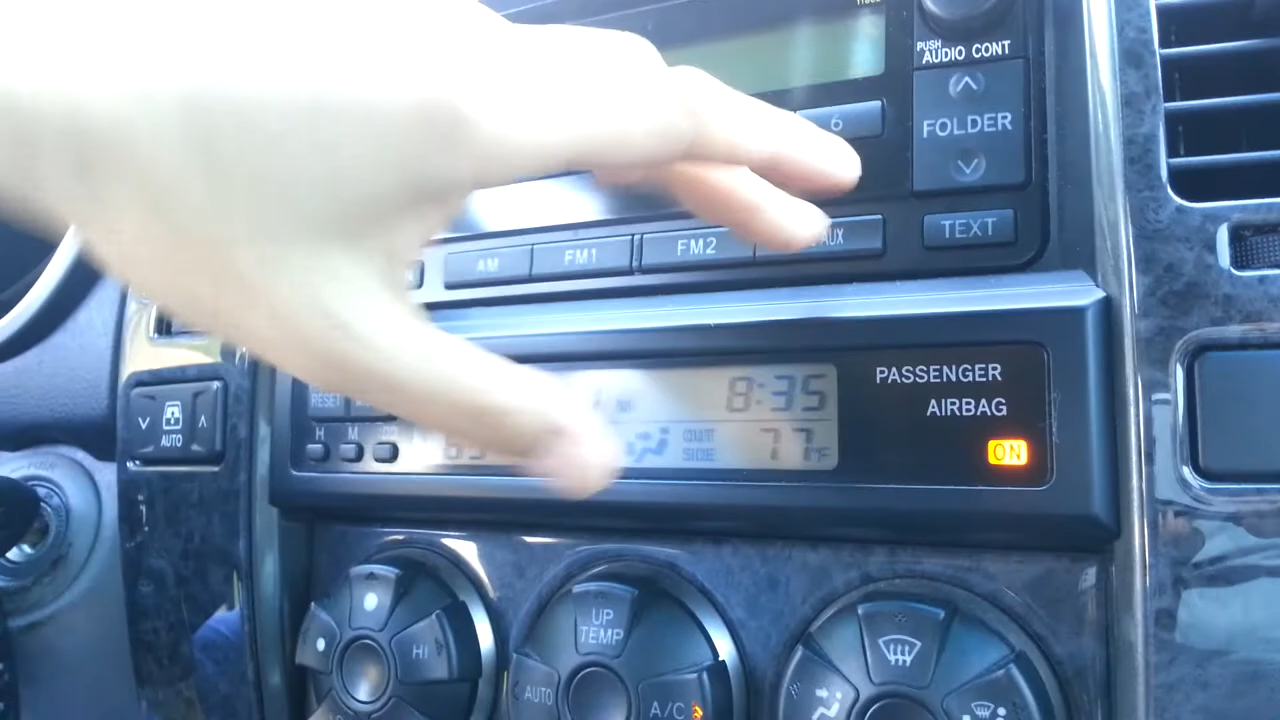 PUSH
AUDIO CONT
6
FOLDER
TEXT
AM
FM1
FM2
AUX
8:35
PASSENGER
AIRBAG
ON
RESET
H M
OUT
SIDE
77°F
AUTO
UP
TEMP
HI
AUTO
A/C